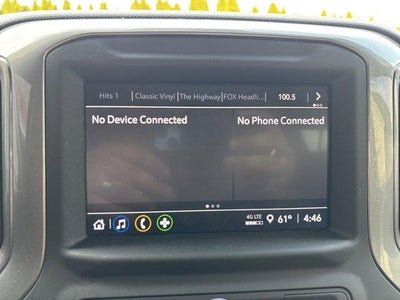 Hits 1 Classic Vinyl The Highway FOX Headli... 100.5
No Device Connected No Phone Connected
4G LTE 61° 4:46